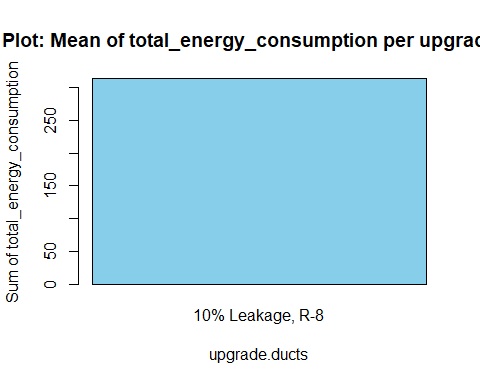 Plot: Mean of total_energy_consumption per upgrad
Sum of total_energy_consumption
250
150
50
0
10% Leakage, R-8
upgrade.ducts